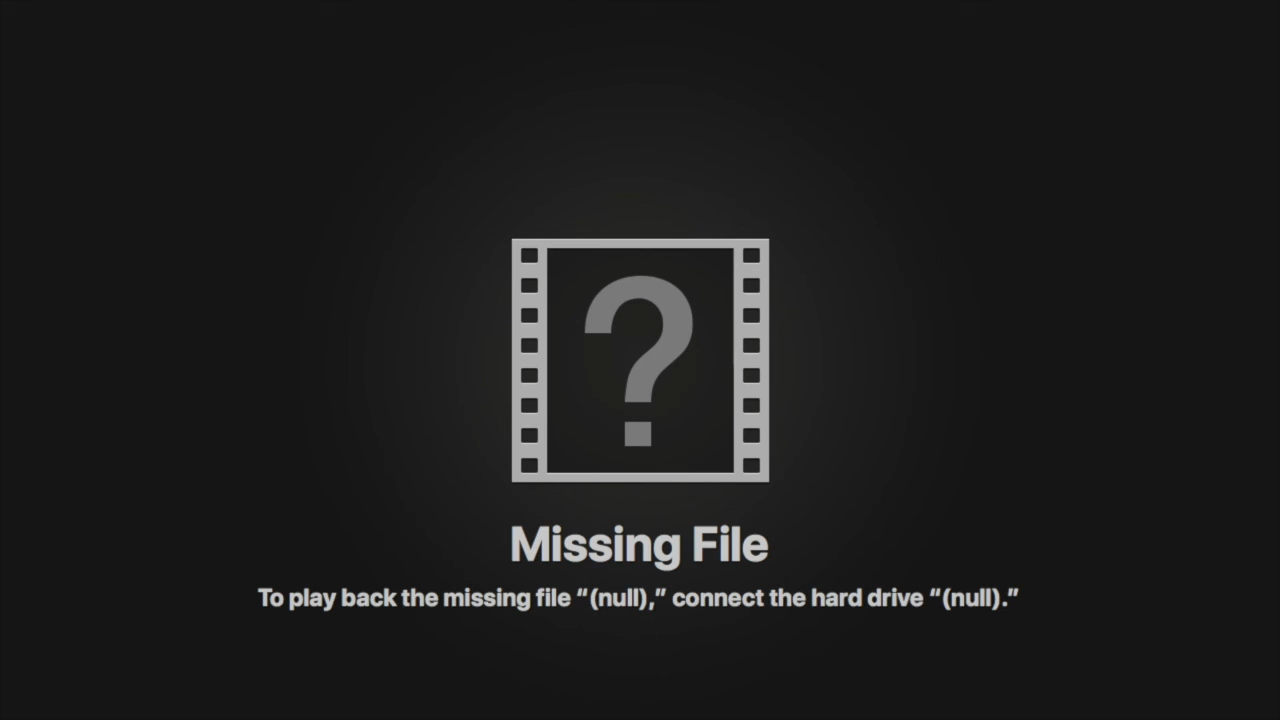 ?
Missing File
To play back the missing file “(null),” connect the hard drive “(null).”